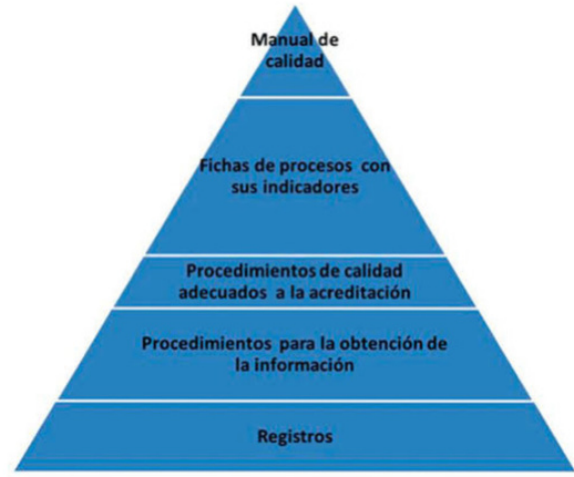 Manual de
calidad
Fichas de procesos con
sus indicadores
Procedimientos de calidad
adecuados a la acreditación
Procedimientos para la obtención de
la información
Registros